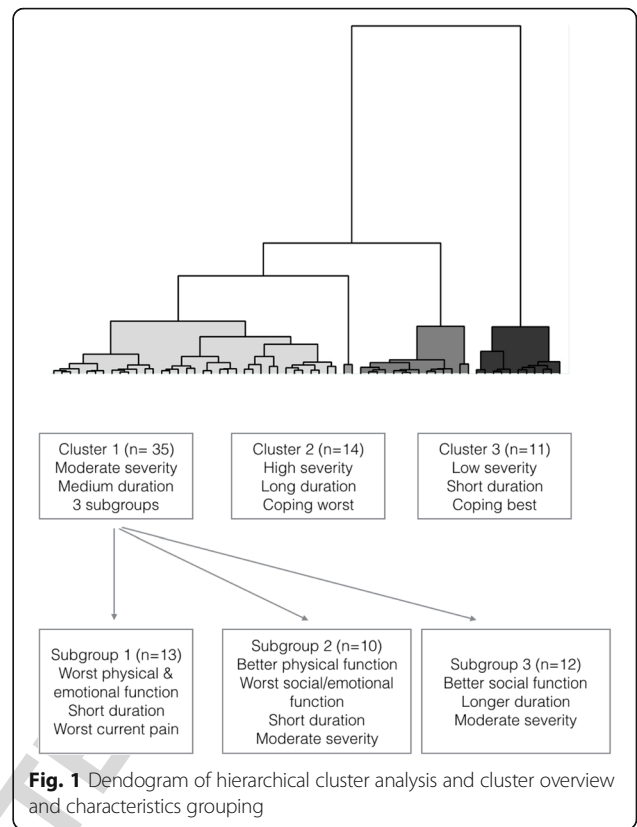 Cluster 1 (n= 35)
Moderate severity
Medium duration
3 subgroups
Cluster 2 (n=14)
High severity
Long duration
Coping worst
Cluster 3 (n=11)
Low severity
Short duration
Coping best
Subgroup 1 (n=13)
Worst physical &
emotional function
Short duration
Worst current pain
Subgroup 2 (n=10)
Better physical function
Worst social/emotional
function
Short duration
Moderate severity
Subgroup 3 (n=12)
Better social function
Longer duration
Moderate severity
Fig. 1 Dendogram of hierarchical cluster analysis and cluster overview
and characteristics grouping